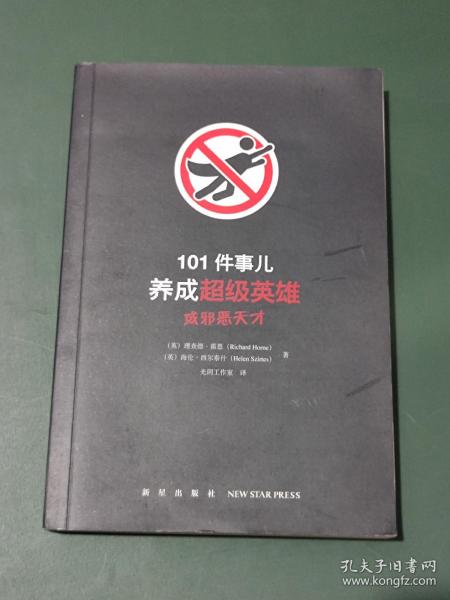 101 件事儿
养成超级英雄
或邪恶天才
（英）理查德·霍恩（Richard Horne）
（英）海伦·西尔泰什（Helen Szirtes） 著
光阴工作室 译
新星出版社 NEW STAR PRESS
孔夫子旧书网
www.kongfz.com